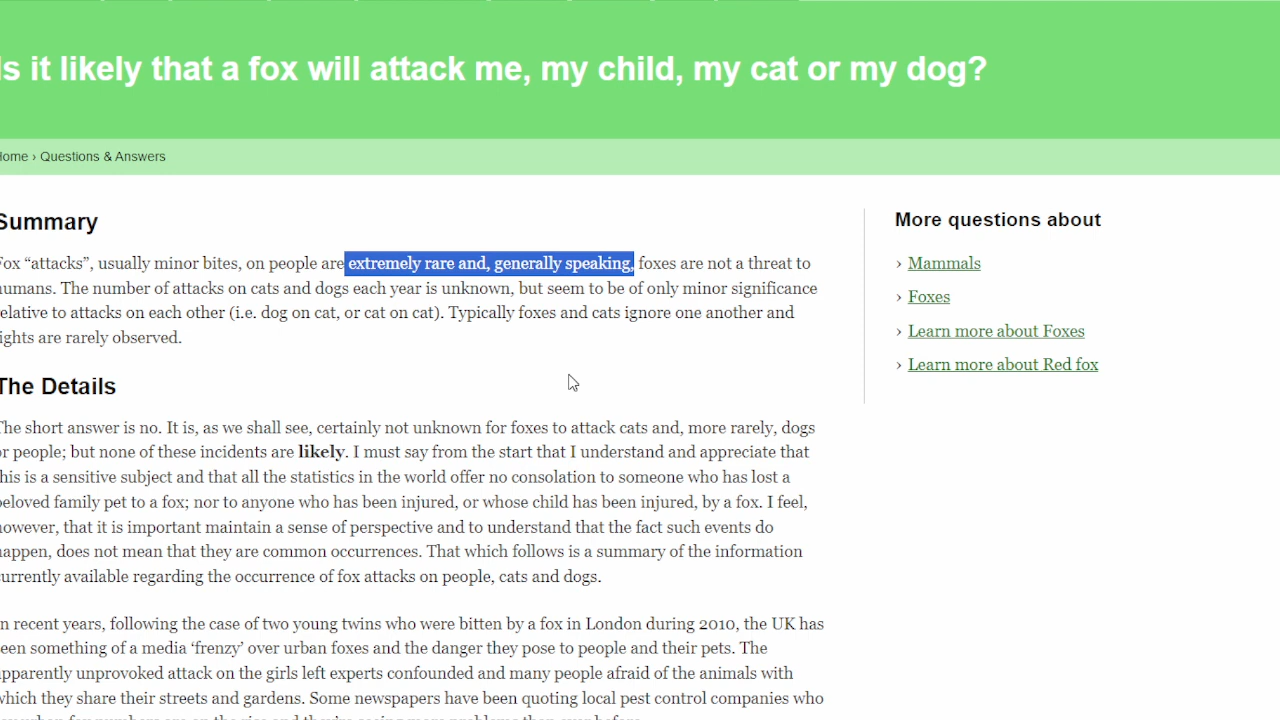 Is it likely that a fox will attack me, my child, my cat or my dog?
Home › Questions & Answers
Summary
Fox “attacks”, usually minor bites, on people are extremely rare and, generally speaking, foxes are not a threat to
humans. The number of attacks on cats and dogs each year is unknown, but seem to be of only minor significance
relative to attacks on each other (i.e. dog on cat, or cat on cat). Typically foxes and cats ignore one another and
fights are rarely observed.
The Details
The short answer is no. It is, as we shall see, certainly not unknown for foxes to attack cats and, more rarely, dogs
or people; but none of these incidents are likely. I must say from the start that I understand and appreciate that
this is a sensitive subject and that all the statistics in the world offer no consolation to someone who has lost a
beloved family pet to a fox; nor to anyone who has been injured, or whose child has been injured, by a fox. I feel,
however, that it is important maintain a sense of perspective and to understand that the fact such events do
happen, does not mean that they are common occurrences. That which follows is a summary of the information
currently available regarding the occurrence of fox attacks on people, cats and dogs.
In recent years, following the case of two young twins who were bitten by a fox in London during 2010, the UK has
seen something of a media ‘frenzy’ over urban foxes and the danger they pose to people and their pets. The
apparently unprovoked attack on the girls left experts confounded and many people afraid of the animals with
which they share their streets and gardens. Some newspapers have been quoting local pest control companies who
More questions about
› Mammals
› Foxes
› Learn more about Foxes
› Learn more about Red fox